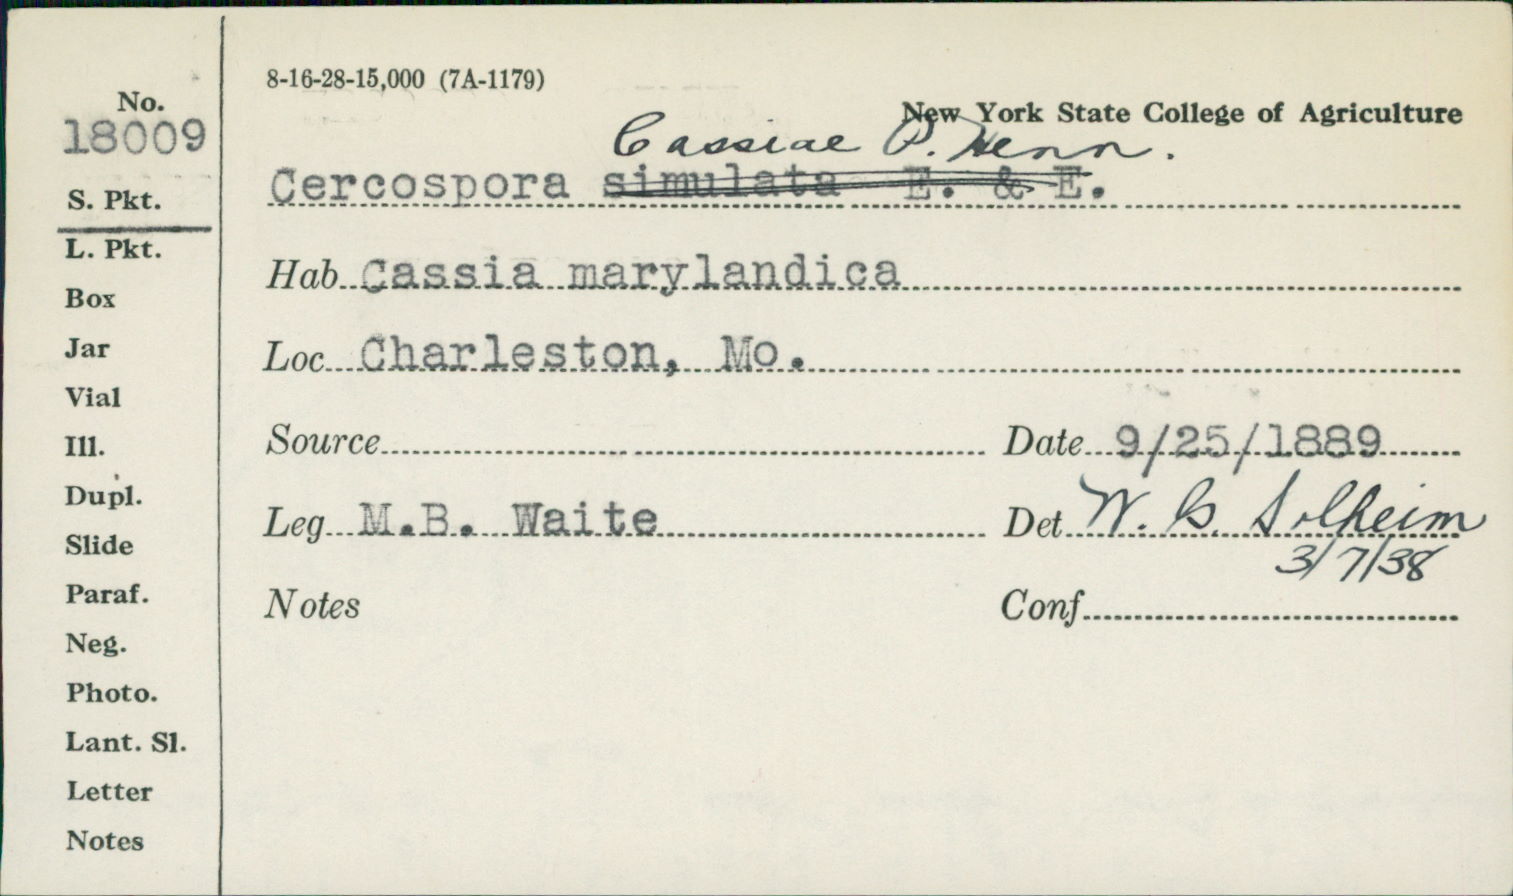 No.
18009
S. Pkt.
L. Pkt.
Box
Jar
Vial
Ill.
Dupl.
Slide
Paraf.
Neg.
Photo.
Lant. Sl.
Letter
Notes
8-16-28-15,000 (7A-1179)
New York State College of Agriculture
Cassiae P. Henn.
Cercospora simulata E. & E.
Hab Cassia marylandica
Loc Charleston, Mo.
Source Date 9/25/1889
Leg M.B. Waite Det W. G. Solheim
3/7/38
Notes Conf